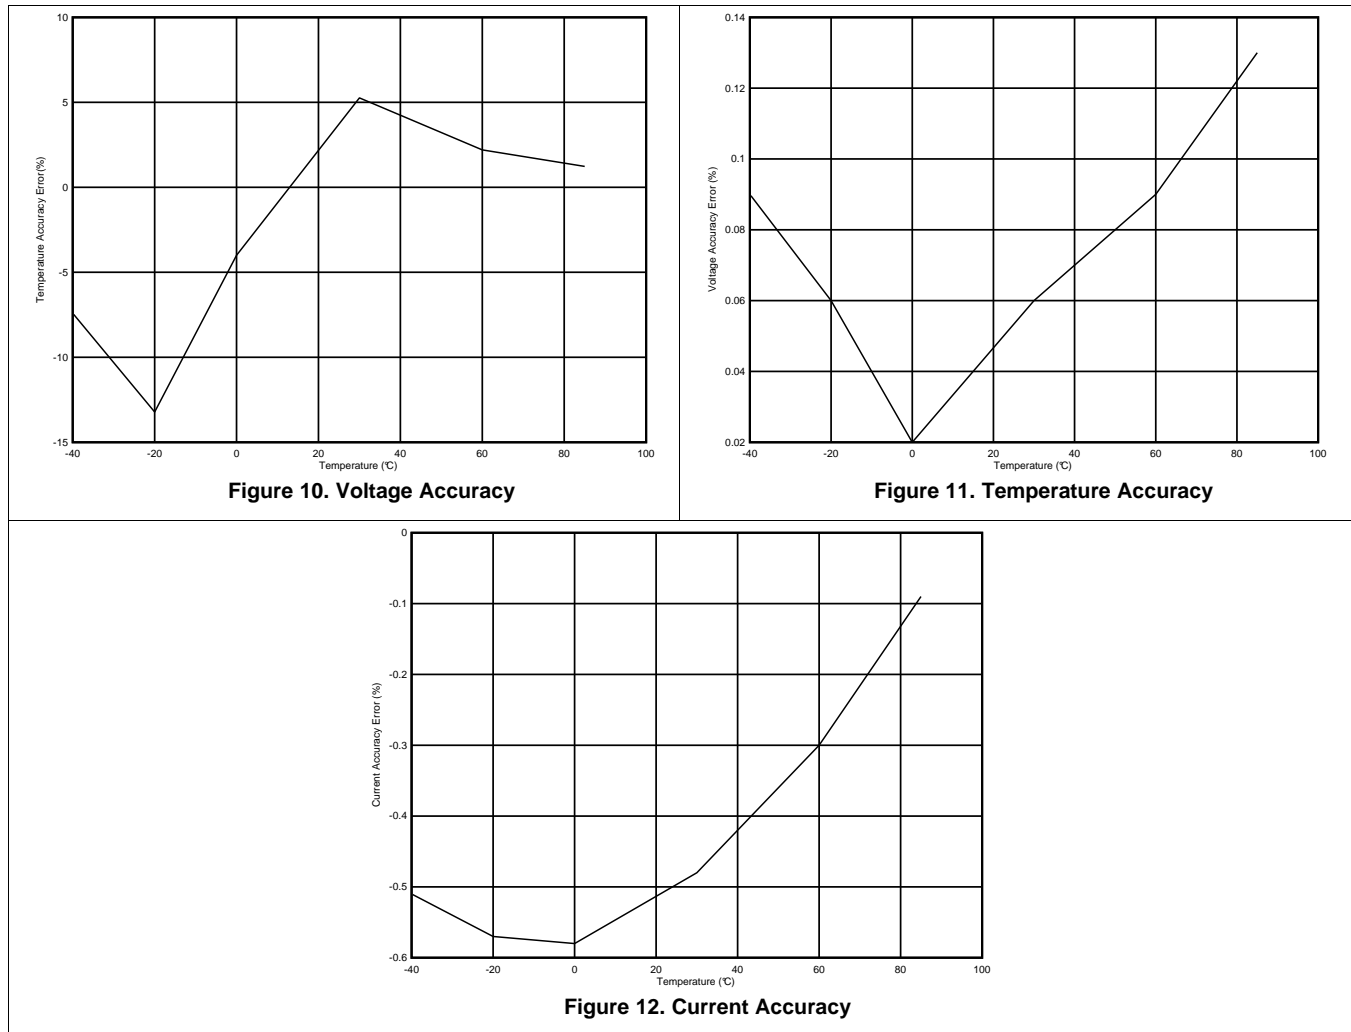 10
5
0
-5
-10
-15
Temperature Accuracy Error(%)
-40 -20 0 20 40 60 80 100
Temperature (°C)
Figure 10. Voltage Accuracy
0.14
0.12
0.1
0.08
0.06
0.04
0.02
Voltage Accuracy Error (%)
-40 -20 0 20 40 60 80 100
Temperature (°C)
Figure 11. Temperature Accuracy
0
-0.1
-0.2
-0.3
-0.4
-0.5
-0.6
Current Accuracy Error (%)
-40 -20 0 20 40 60 80 100
Temperature (°C)
Figure 12. Current Accuracy